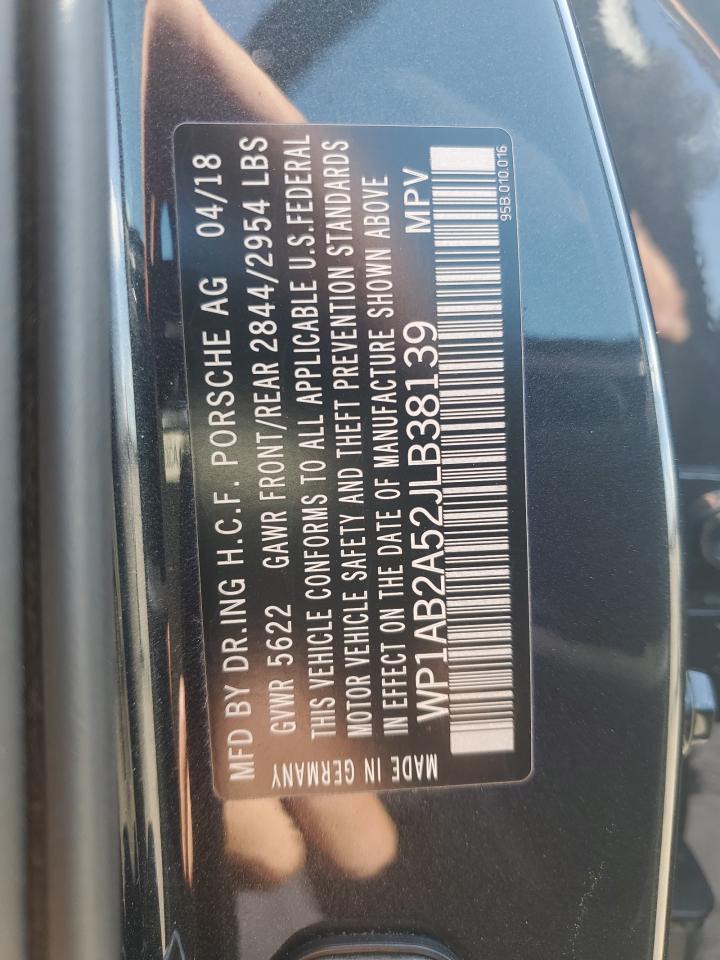 MFD BY DR.ING H.C.F. PORSCHE AG 04/18
GVWR 5622 GAWR FRONT/REAR 2844/2954 LBS
THIS VEHICLE CONFORMS TO ALL APPLICABLE U.S.FEDERAL
MOTOR VEHICLE SAFETY AND THEFT PREVENTION STANDARDS
IN EFFECT ON THE DATE OF MANUFACTURE SHOWN ABOVE
WP1AB2A52JLB38139 MPV
95B.010.016
MADE IN GERMANY